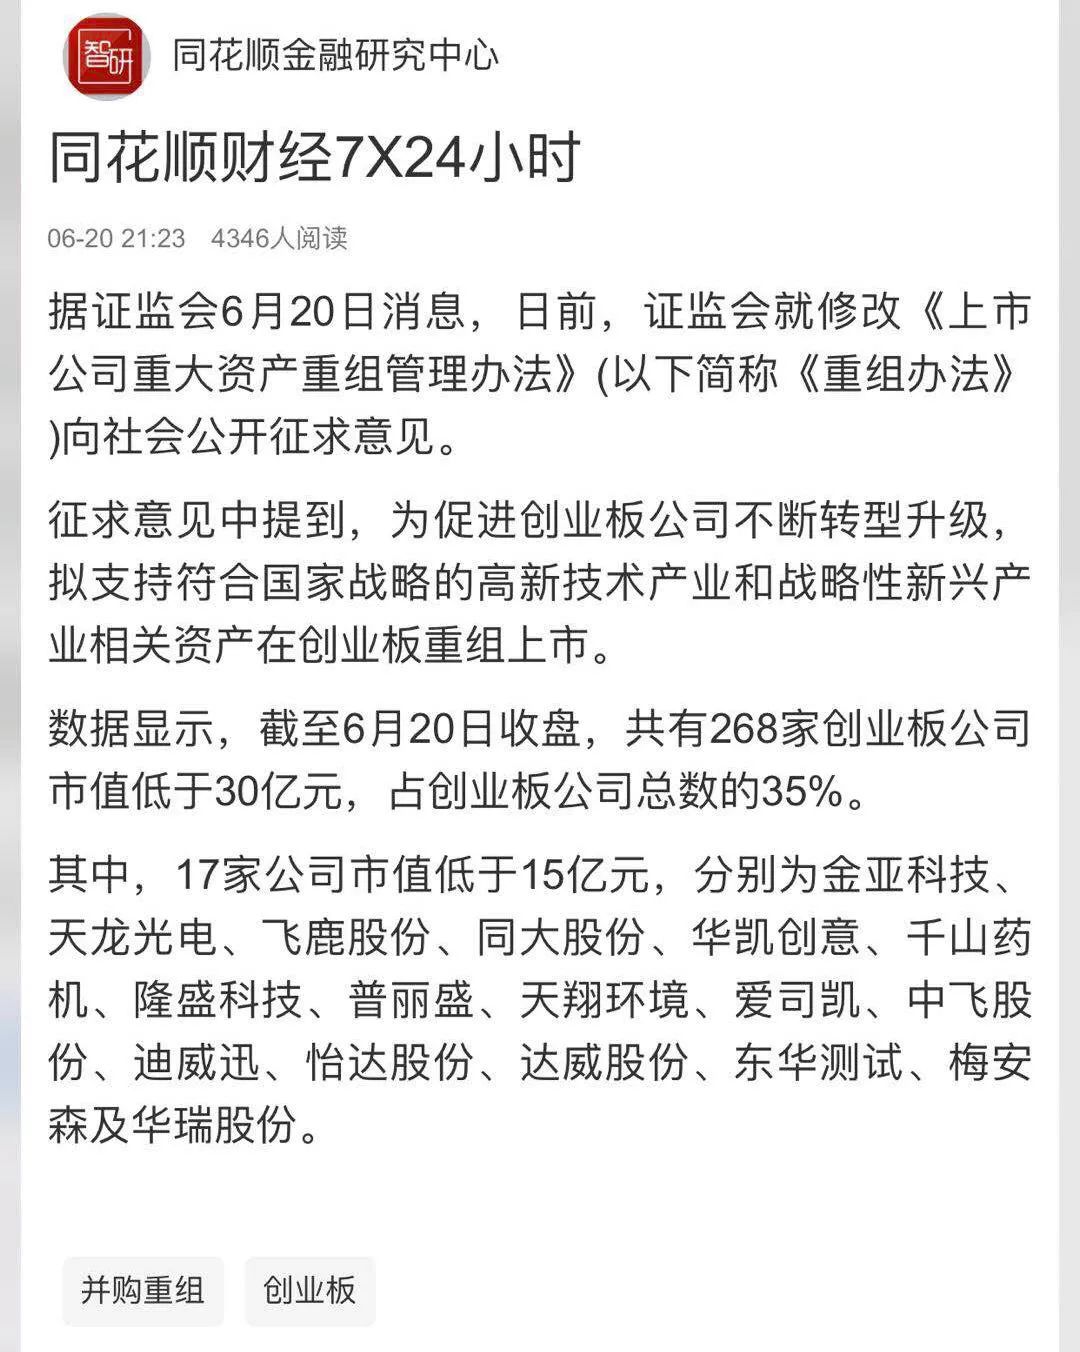 智研
同花顺金融研究中心
同花顺财经7X24小时
06-20 21:23 4346人阅读
据证监会6月20日消息，日前，证监会就修改《上市
公司重大资产重组管理办法》(以下简称《重组办法》
)向社会公开征求意见。
征求意见中提到，为促进创业板公司不断转型升级，
拟支持符合国家战略的高新技术产业和战略性新兴产
业相关资产在创业板重组上市。
数据显示，截至6月20日收盘，共有268家创业板公司
市值低于30亿元，占创业板公司总数的35%。
其中，17家公司市值低于15亿元，分别为金亚科技、
天龙光电、飞鹿股份、同大股份、华凯创意、千山药
机、隆盛科技、普丽盛、天翔环境、爱司凯、中飞股
份、迪威迅、怡达股份、达威股份、东华测试、梅安
森及华瑞股份。
并购重组 创业板